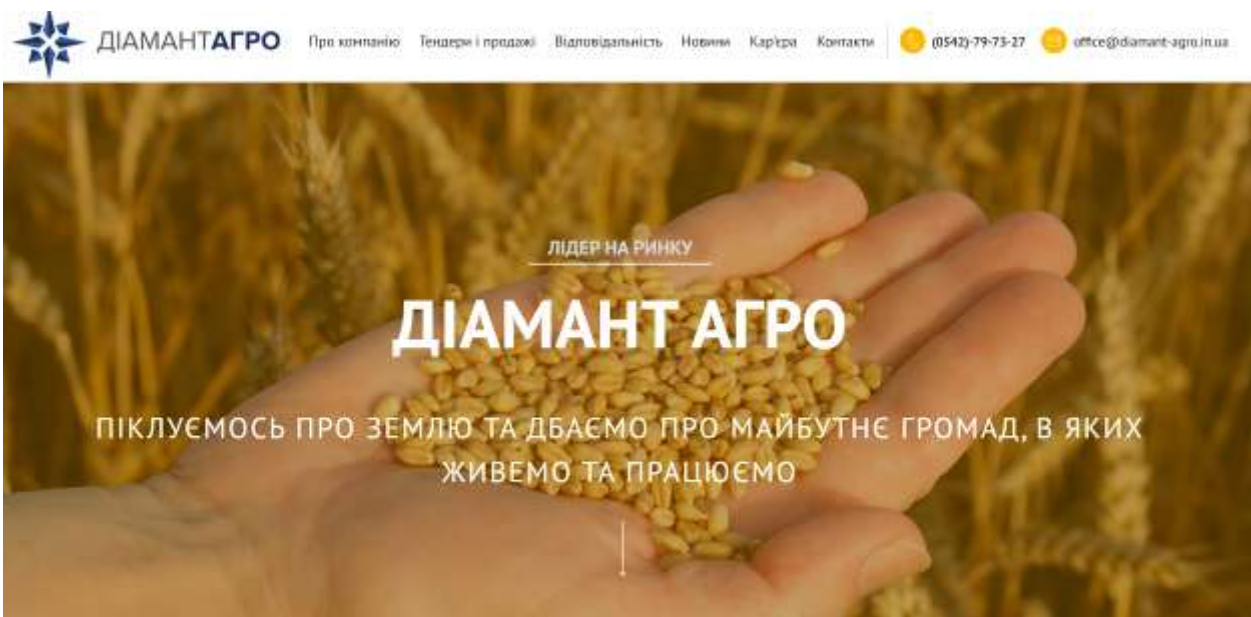 ДІАМАНТАГРО
Про компанію Тендери і продажі Відповідальність Новини Кар'єра Контакти (0542)-79-73-27 office@diamant-agro.in.ua
ЛІДЕР НА РИНКУ
ДІАМАНТ АГРО
ПІКЛУЄМОСЬ ПРО ЗЕМЛЮ ТА ДБАЄМО ПРО МАЙБУТНЄ ГРОМАД, В ЯКИХ
ЖИВЕМО ТА ПРАЦЮЄМО